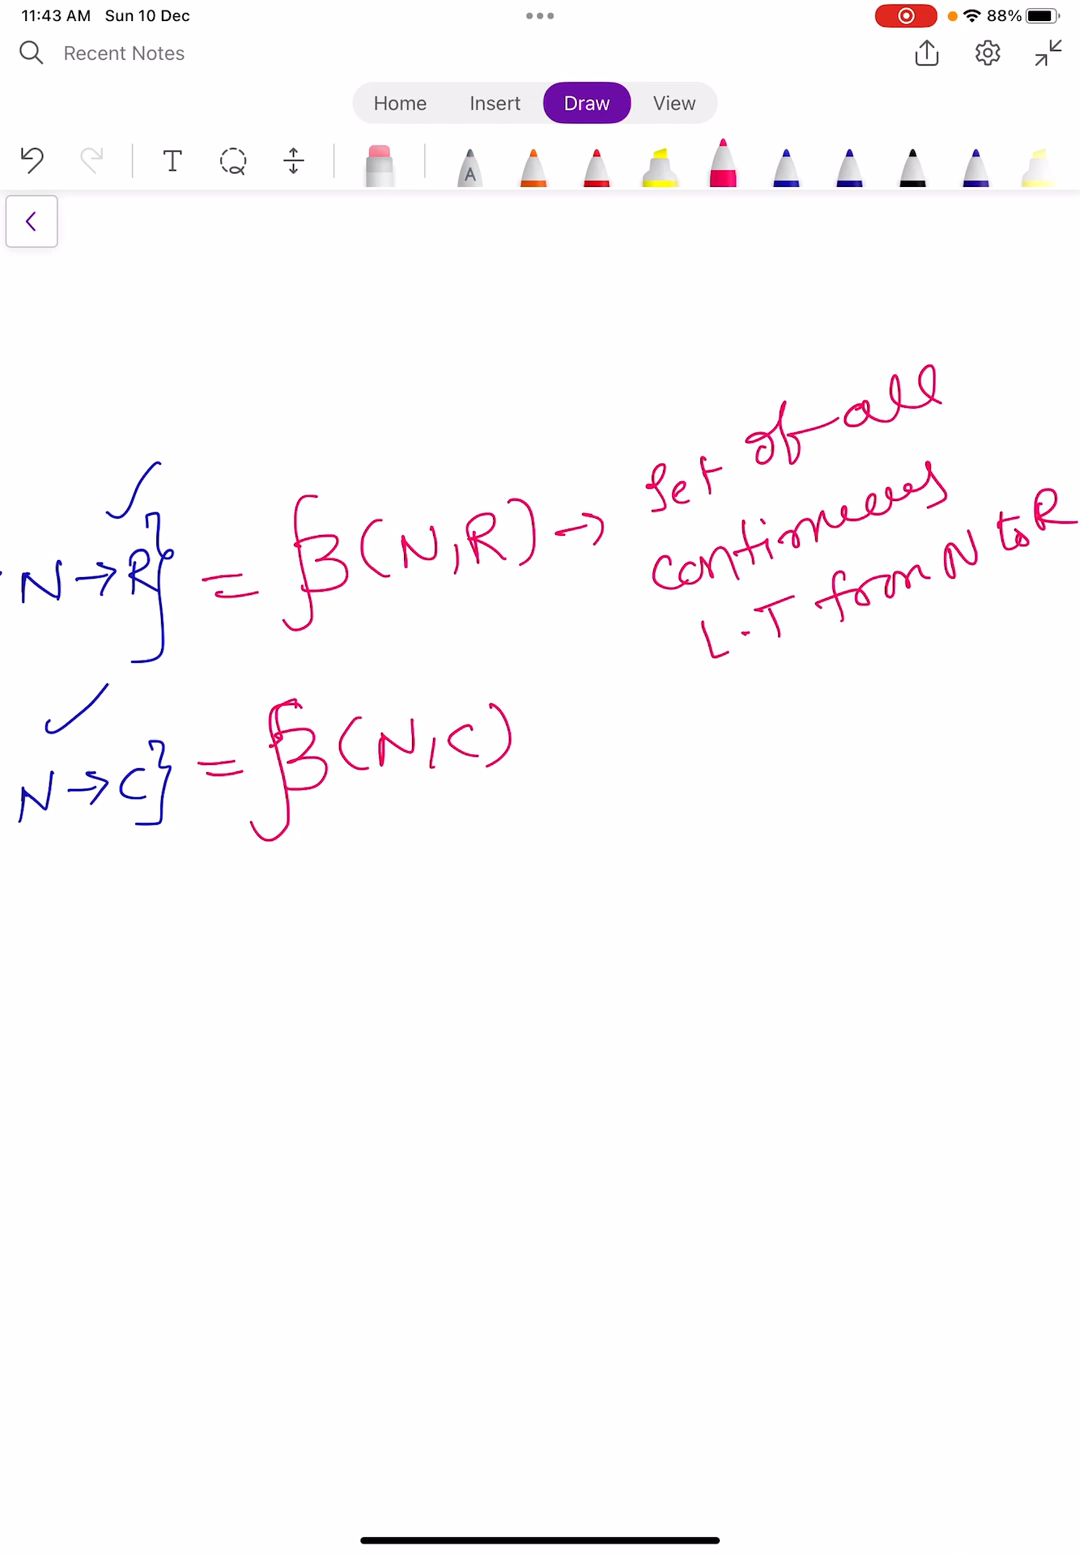 11:43 AM Sun 10 Dec
88%
Recent Notes
Home Insert Draw View
T
A
Set of all
N → R} = B(N,R) → continuous
L.T from N to R
N → C} = B(N,C)